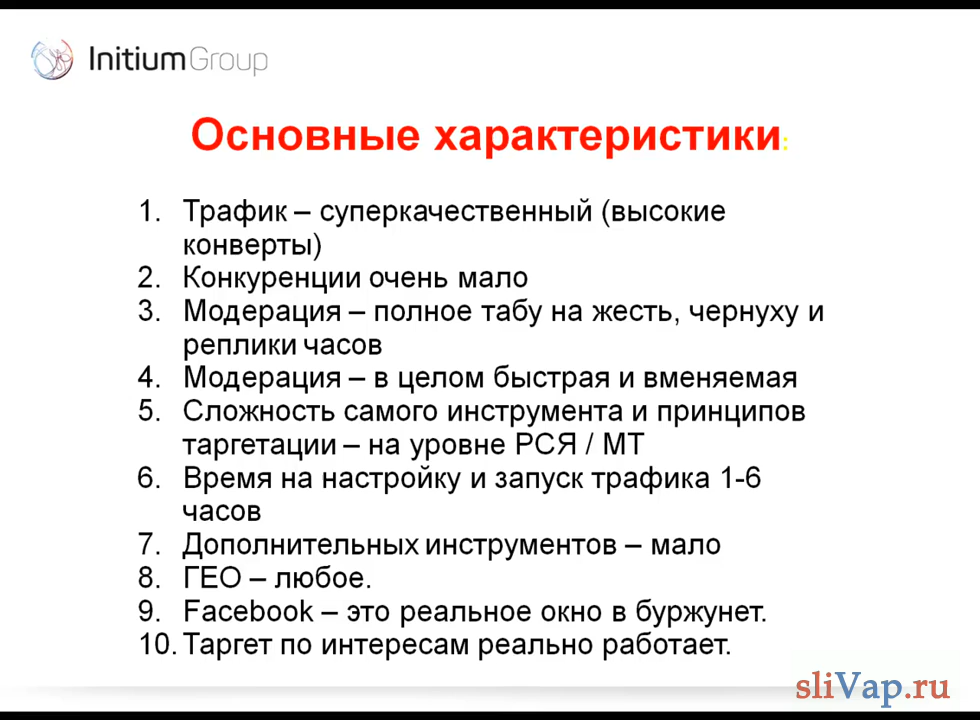 InitiumGroup
Основные характеристики:
1. Трафик – суперкачественный (высокие
конверты)
2. Конкуренции очень мало
3. Модерация – полное табу на жесть, чернуху и
реплики часов
4. Модерация – в целом быстрая и вменяемая
5. Сложность самого инструмента и принципов
таргетации – на уровне РСЯ / МТ
6. Время на настройку и запуск трафика 1-6
часов
7. Дополнительных инструментов – мало
8. ГЕО – любое.
9. Facebook – это реальное окно в буржунет.
10. Таргет по интересам реально работает.
sliVap.ru